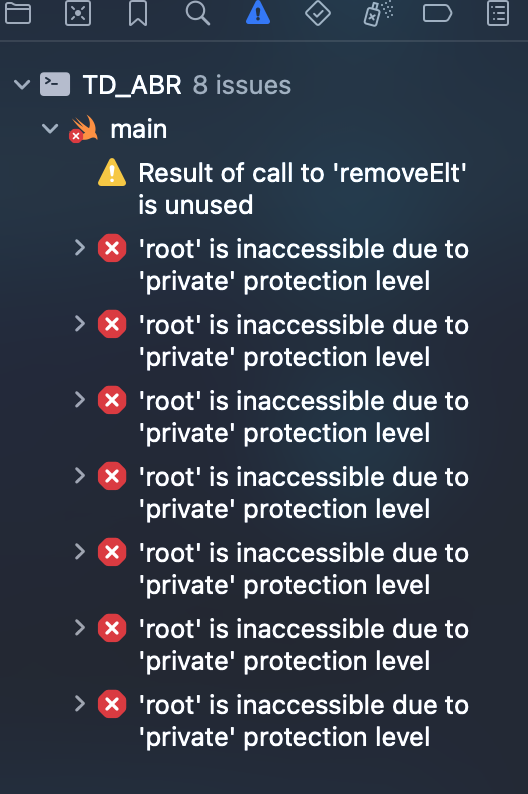 TD_ABR 8 issues
main
Result of call to 'removeElt'
is unused
'root' is inaccessible due to
'private' protection level
'root' is inaccessible due to
'private' protection level
'root' is inaccessible due to
'private' protection level
'root' is inaccessible due to
'private' protection level
'root' is inaccessible due to
'private' protection level
'root' is inaccessible due to
'private' protection level
'root' is inaccessible due to
'private' protection level